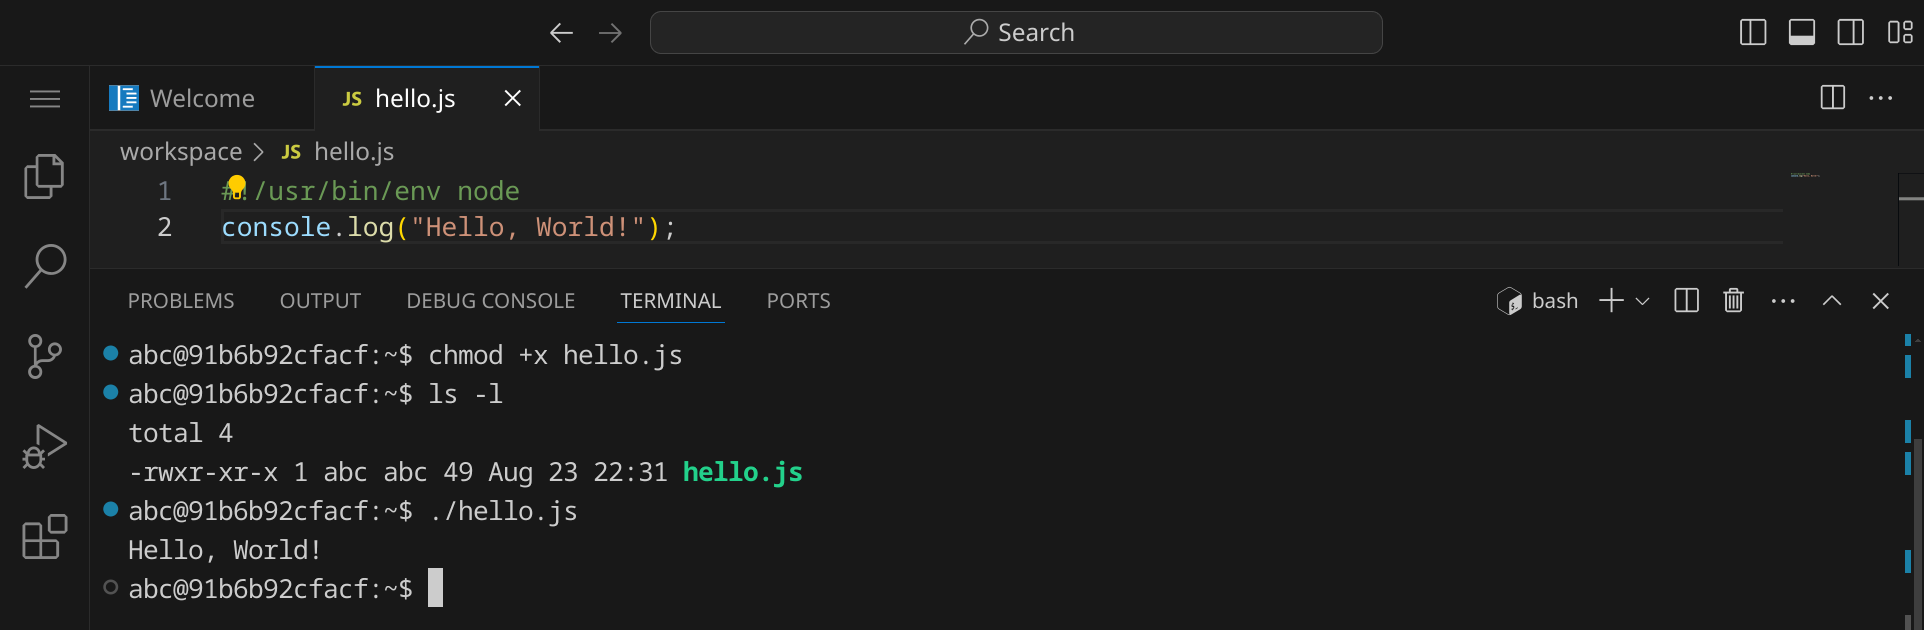 Search
Welcome
JS hello.js
workspace > JS hello.js
1 #!/usr/bin/env node
2 console.log("Hello, World!");
PROBLEMS OUTPUT DEBUG CONSOLE TERMINAL PORTS bash
abc@91b6b92cfacf:~$ chmod +x hello.js
abc@91b6b92cfacf:~$ ls -l
total 4
-rwxr-xr-x 1 abc abc 49 Aug 23 22:31 hello.js
abc@91b6b92cfacf:~$ ./hello.js
Hello, World!
abc@91b6b92cfacf:~$